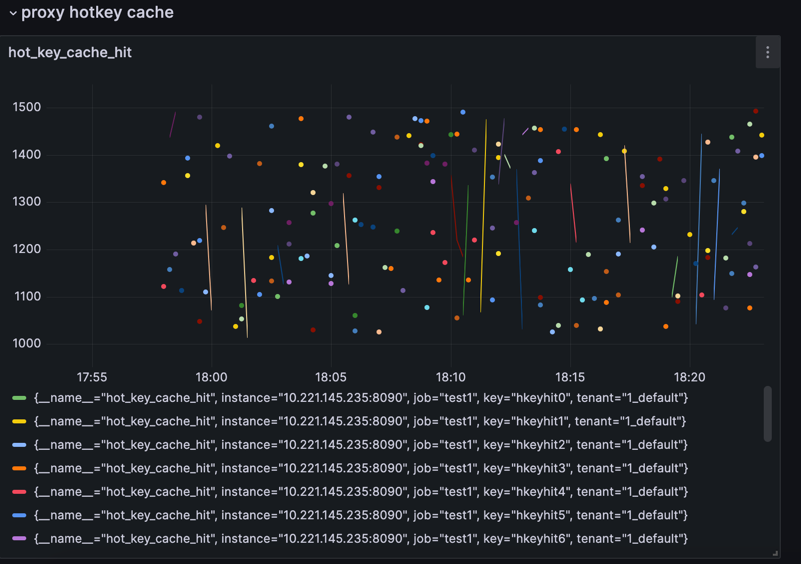 proxy hotkey cache
hot_key_cache_hit
1500
1400
1300
1200
1100
1000
17:55 18:00 18:05 18:10 18:15 18:20
{__name__="hot_key_cache_hit", instance="10.221.145.235:8090", job="test1", key="hkeyhit0", tenant="1_default"}
{__name__="hot_key_cache_hit", instance="10.221.145.235:8090", job="test1", key="hkeyhit1", tenant="1_default"}
{__name__="hot_key_cache_hit", instance="10.221.145.235:8090", job="test1", key="hkeyhit2", tenant="1_default"}
{__name__="hot_key_cache_hit", instance="10.221.145.235:8090", job="test1", key="hkeyhit3", tenant="1_default"}
{__name__="hot_key_cache_hit", instance="10.221.145.235:8090", job="test1", key="hkeyhit4", tenant="1_default"}
{__name__="hot_key_cache_hit", instance="10.221.145.235:8090", job="test1", key="hkeyhit5", tenant="1_default"}
{__name__="hot_key_cache_hit", instance="10.221.145.235:8090", job="test1", key="hkeyhit6", tenant="1_default"}